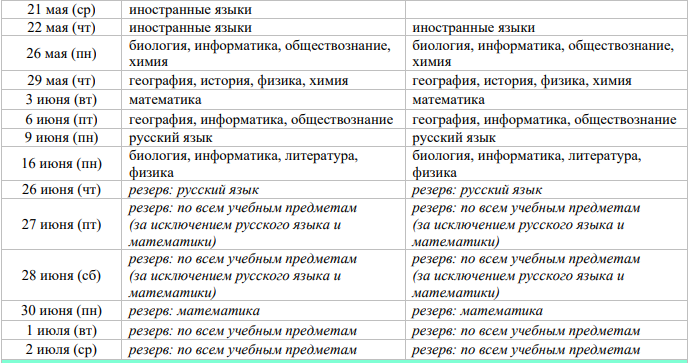 21 мая (ср) иностранные языки
22 мая (чт) иностранные языки иностранные языки
26 мая (пн) биология, информатика, обществознание, химия биология, информатика, обществознание, химия
29 мая (чт) география, история, физика, химия география, история, физика, химия
3 июня (вт) математика математика
6 июня (пт) география, информатика, обществознание география, информатика, обществознание
9 июня (пн) русский язык русский язык
16 июня (пн) биология, информатика, литература, физика биология, информатика, литература, физика
26 июня (чт) резерв: русский язык резерв: русский язык
27 июня (пт) резерв: по всем учебным предметам (за исключением русского языка и математики) резерв: по всем учебным предметам (за исключением русского языка и математики)
28 июня (сб) резерв: по всем учебным предметам (за исключением русского языка и математики) резерв: по всем учебным предметам (за исключением русского языка и математики)
30 июня (пн) резерв: математика резерв: математика
1 июля (вт) резерв: по всем учебным предметам резерв: по всем учебным предметам
2 июля (ср) резерв: по всем учебным предметам резерв: по всем учебным предметам